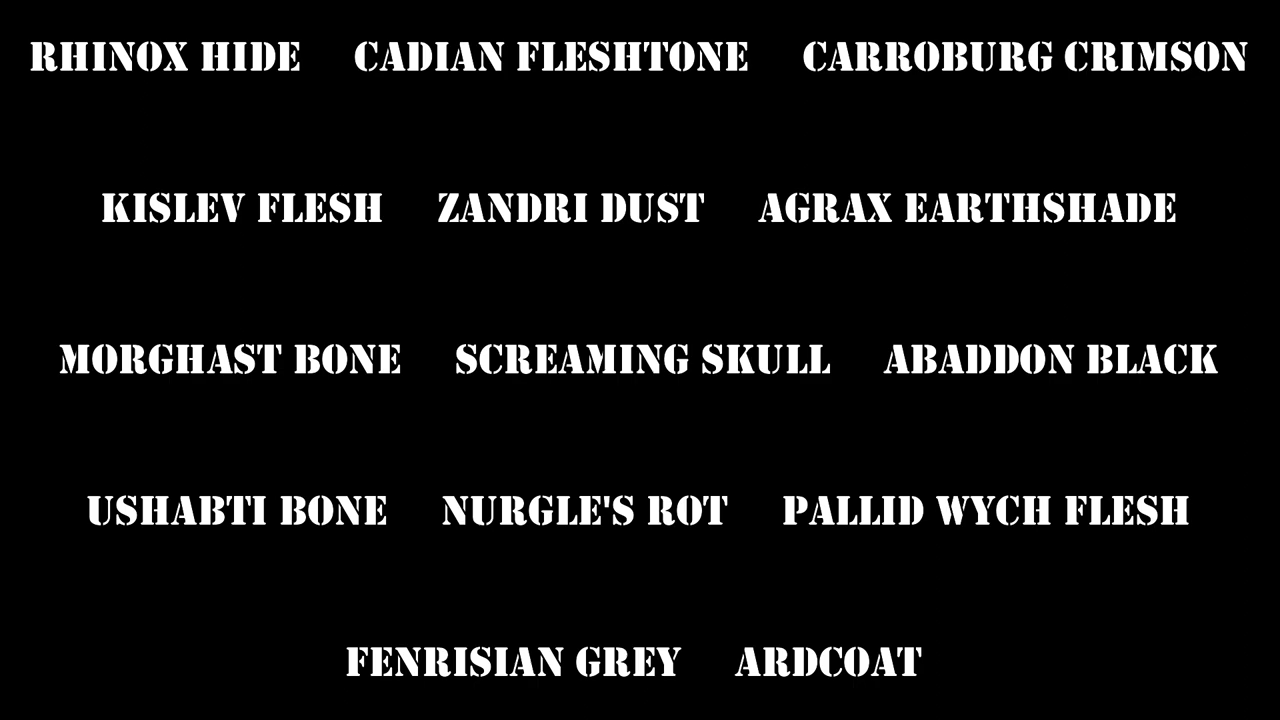 RHINOX HIDE CADIAN FLESHTONE CARROBURG CRIMSON
KISLEV FLESH ZANDRI DUST AGRAX EARTHSHADE
MORGHAST BONE SCREAMING SKULL ABADDON BLACK
USHABTI BONE NURGLE'S ROT PALLID WYCH FLESH
FENRISIAN GREY ARDCOAT